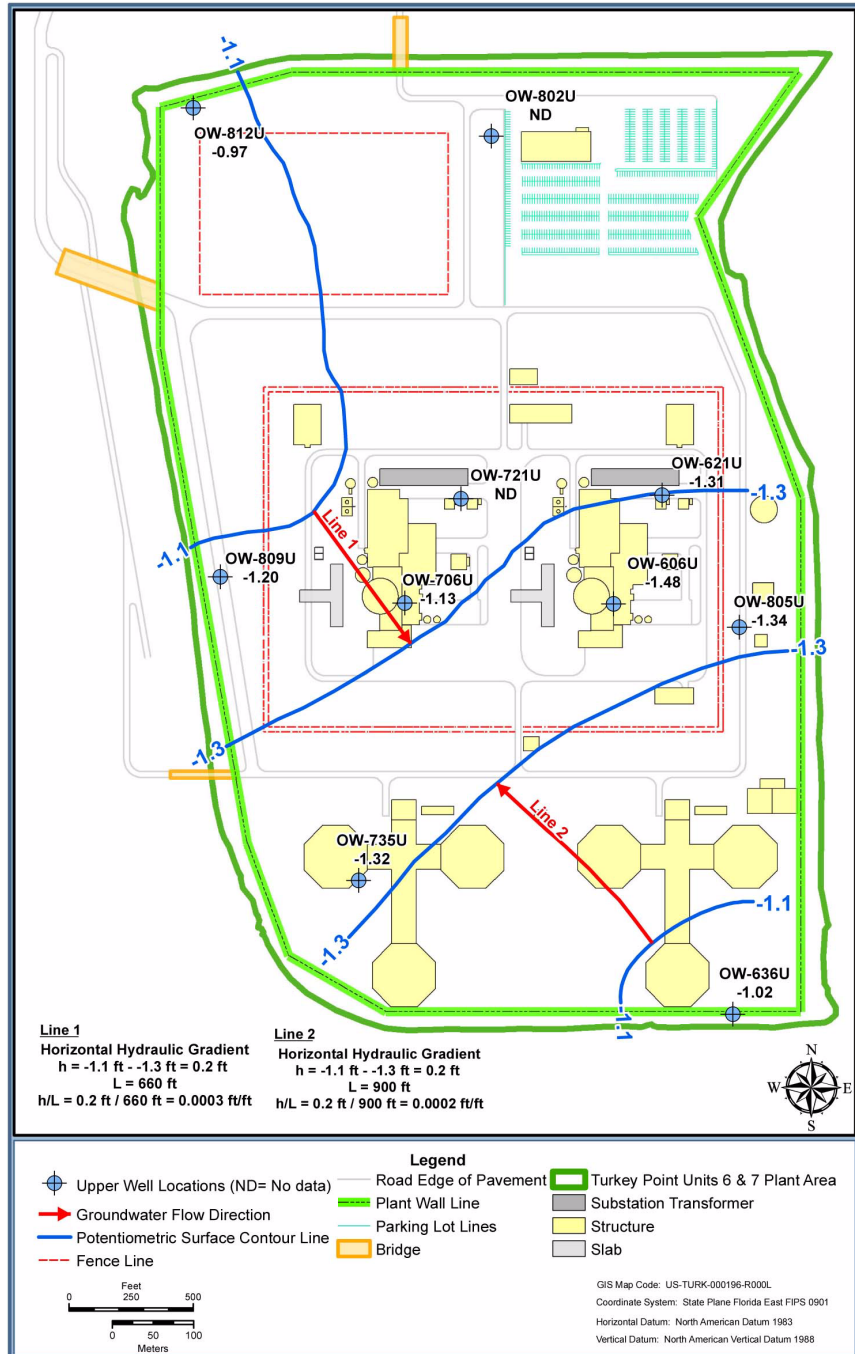 -1.1
OW-802U
ND
OW-812U
-0.97
OW-721U
ND
OW-621U
-1.31
-1.3
Line 1
-1.1
OW-809U
-1.20
OW-706U
-1.13
OW-606U
-1.48
OW-805U
-1.34
-1.3
-1.3
Line 2
OW-735U
-1.32
-1.1
-1.3
OW-636U
-1.02
-1.1
Line 1
Horizontal Hydraulic Gradient
h = -1.1 ft - -1.3 ft = 0.2 ft
L = 660 ft
h/L = 0.2 ft / 660 ft = 0.0003 ft/ft
Line 2
Horizontal Hydraulic Gradient
h = -1.1 ft - -1.3 ft = 0.2 ft
L = 900 ft
h/L = 0.2 ft / 900 ft = 0.0002 ft/ft
N
W
E
S
Legend
Upper Well Locations (ND= No data)
Groundwater Flow Direction
Potentiometric Surface Contour Line
Fence Line
Road Edge of Pavement
Plant Wall Line
Parking Lot Lines
Bridge
Turkey Point Units 6 & 7 Plant Area
Substation Transformer
Structure
Slab
Feet
0 250 500
0 50 100
Meters
GIS Map Code: US-TURK-000196-R000L
Coordinate System: State Plane Florida East FIPS 0901
Horizontal Datum: North American Datum 1983
Vertical Datum: North American Vertical Datum 1988